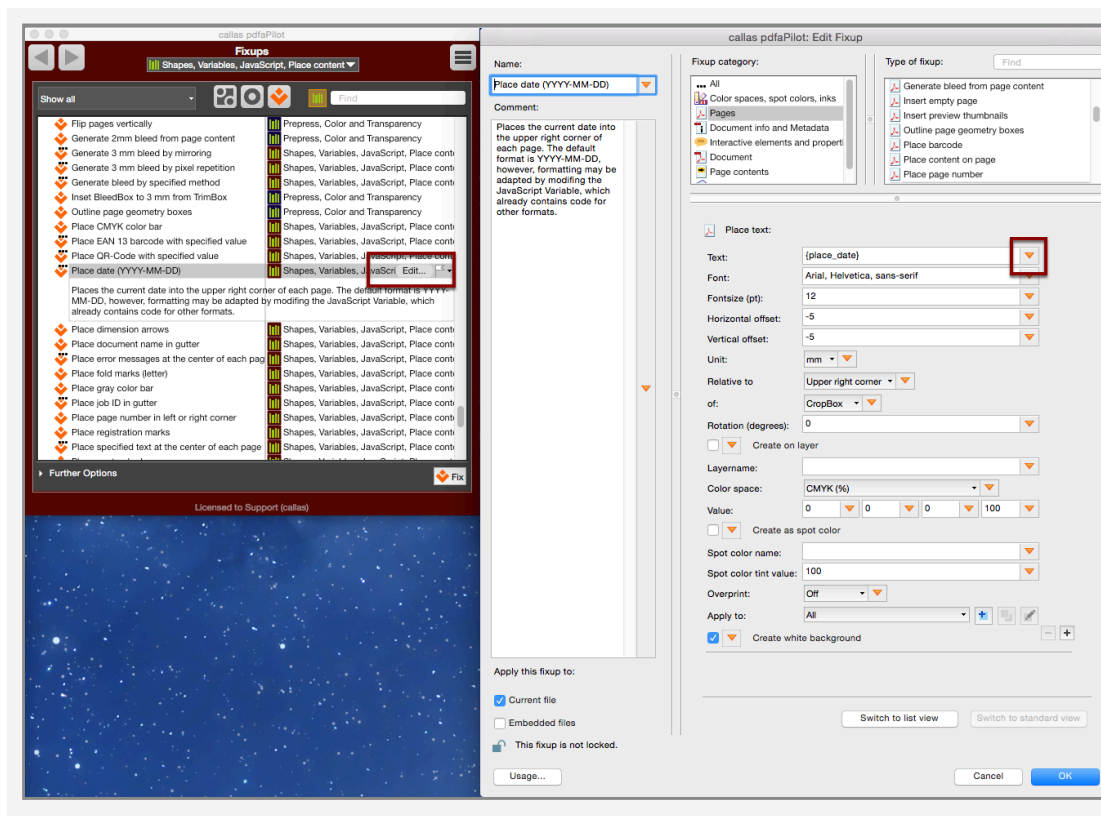 callas pdfaPilot
Fixups
Shapes, Variables, JavaScript, Place content
Show all
Find
Flip pages vertically Prepress, Color and Transparency
Generate 2mm bleed from page content Prepress, Color and Transparency
Generate 3 mm bleed by mirroring Shapes, Variables, JavaScript, Place conte
Generate 3 mm bleed by pixel repetition Shapes, Variables, JavaScript, Place conte
Generate bleed by specified method Shapes, Variables, JavaScript, Place conte
Inset BleedBox to 3 mm from TrimBox Prepress, Color and Transparency
Outline page geometry boxes Prepress, Color and Transparency
Place CMYK color bar Shapes, Variables, JavaScript, Place conte
Place EAN 13 barcode with specified value Shapes, Variables, JavaScript, Place conte
Place QR-Code with specified value Shapes, Variables, JavaScript, Place conte
Place date (YYYY-MM-DD) Shapes, Variables, JavaScri Edit...
Places the current date into the upper right corner of each page. The default format is YYYY-
MM-DD, however, formatting may be adapted by modifing the JavaScript Variable, which
already contains code for other formats.
Place dimension arrows Shapes, Variables, JavaScript, Place conte
Place document name in gutter Shapes, Variables, JavaScript, Place conte
Place error messages at the center of each pag Shapes, Variables, JavaScript, Place conte
Place fold marks (letter) Shapes, Variables, JavaScript, Place conte
Place gray color bar Shapes, Variables, JavaScript, Place conte
Place job ID in gutter Shapes, Variables, JavaScript, Place conte
Place page number in left or right corner Shapes, Variables, JavaScript, Place conte
Place registration marks Shapes, Variables, JavaScript, Place conte
Place specified text at the center of each page Shapes, Variables, JavaScript, Place conte
Further Options
Fix
Licensed to Support (callas)
callas pdfaPilot: Edit Fixup
Name:
Place date (YYYY-MM-DD)
Comment:
Places the current date into
the upper right corner of
each page. The default
format is YYYY-MM-DD,
however, formatting may be
adapted by modifing the
JavaScript Variable, which
already contains code for
other formats.
Apply this fixup to:
Current file
Embedded files
This fixup is not locked.
Usage...
Fixup category:
All
Color spaces, spot colors, inks
Pages
Document info and Metadata
Interactive elements and properti
Document
Page contents
Type of fixup:
Find
Generate bleed from page content
Insert empty page
Insert preview thumbnails
Outline page geometry boxes
Place barcode
Place content on page
Place page number
Place text:
Text: {place_date}
Font: Arial, Helvetica, sans-serif
Fontsize (pt): 12
Horizontal offset: -5
Vertical offset: -5
Unit: mm
Relative to Upper right corner
of: CropBox
Rotation (degrees): 0
Create on layer
Layername:
Color space: CMYK (%)
Value: 0 0 0 100
Create as spot color
Spot color name:
Spot color tint value: 100
Overprint: Off
Apply to: All
Create white background
Switch to list view Switch to standard view
Cancel OK